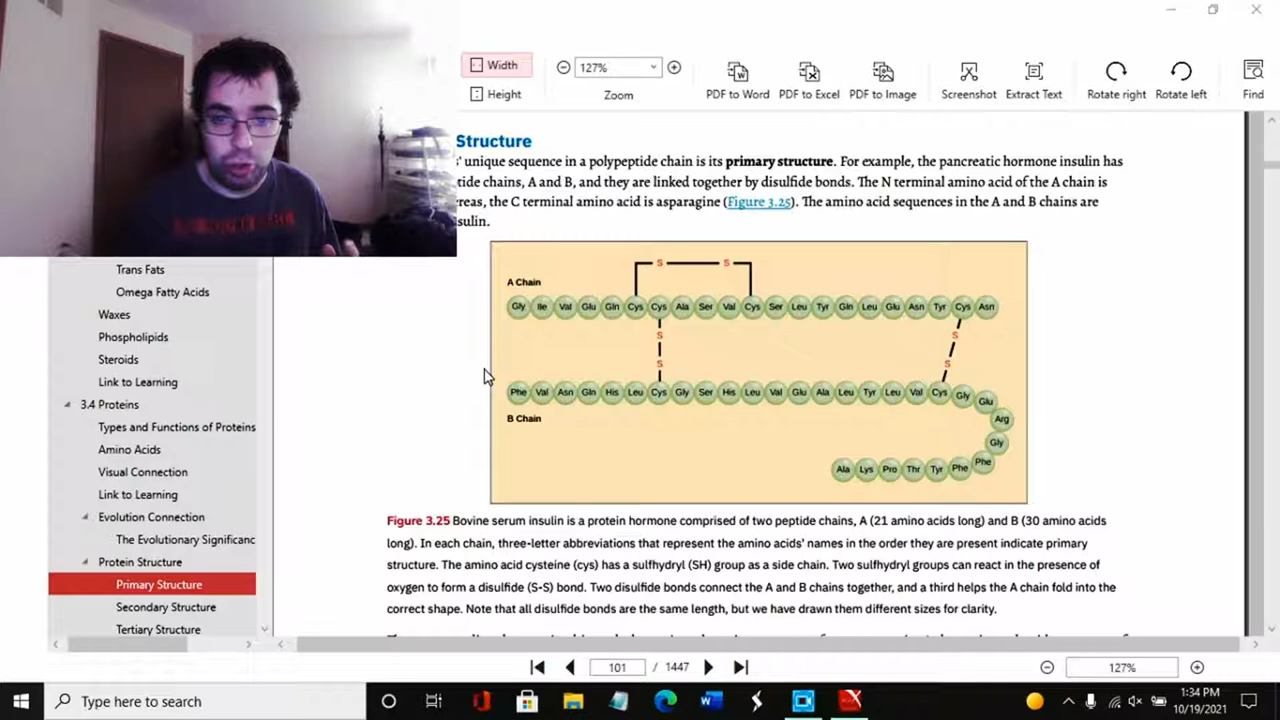 Width
Height
127%
Zoom
PDF to Word
PDF to Excel
PDF to Image
Screenshot
Extract Text
Rotate right
Rotate left
Find
Structure
' unique sequence in a polypeptide chain is its primary structure. For example, the pancreatic hormone insulin has
tide chains, A and B, and they are linked together by disulfide bonds. The N terminal amino acid of the A chain is
reas, the C terminal amino acid is asparagine (Figure 3.25). The amino acid sequences in the A and B chains are
sulin.
S S
A Chain
Gly Ile Val Glu Gln Cys Cys Ala Ser Val Cys Ser Leu Tyr Gln Leu Glu Asn Tyr Cys Asn
S S
S S
Phe Val Asn Gln His Leu Cys Gly Ser His Leu Val Glu Ala Leu Tyr Leu Val Cys Gly Glu
Arg
B Chain
Gly
Ala Lys Pro Thr Tyr Phe Phe
Figure 3.25 Bovine serum insulin is a protein hormone comprised of two peptide chains, A (21 amino acids long) and B (30 amino acids
long). In each chain, three-letter abbreviations that represent the amino acids' names in the order they are present indicate primary
structure. The amino acid cysteine (cys) has a sulfhydryl (SH) group as a side chain. Two sulfhydryl groups can react in the presence of
oxygen to form a disulfide (S-S) bond. Two disulfide bonds connect the A and B chains together, and a third helps the A chain fold into the
correct shape. Note that all disulfide bonds are the same length, but we have drawn them different sizes for clarity.
Trans Fats
Omega Fatty Acids
Waxes
Phospholipids
Steroids
Link to Learning
3.4 Proteins
Types and Functions of Proteins
Amino Acids
Visual Connection
Link to Learning
Evolution Connection
The Evolutionary Significanc
Protein Structure
Primary Structure
Secondary Structure
Tertiary Structure
101 / 1447
127%
Type here to search
1:34 PM
10/19/2021